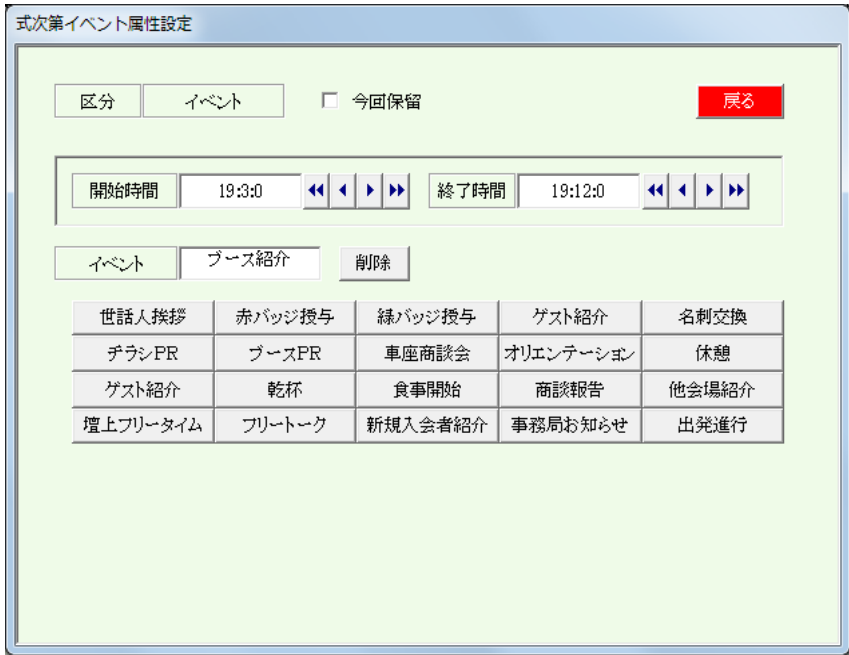 式次第イベント属性設定
区分 イベント 今回保留 戻る
開始時間 19:3:0 終了時間 19:12:0
イベント ブース紹介 削除
世話人挨拶 赤バッジ授与 緑バッジ授与 ゲスト紹介 名刺交換
チラシPR ブースPR 車座商談会 オリエンテーション 休憩
ゲスト紹介 乾杯 食事開始 商談報告 他会場紹介
壇上フリータイム フリートーク 新規入会者紹介 事務局お知らせ 出発進行